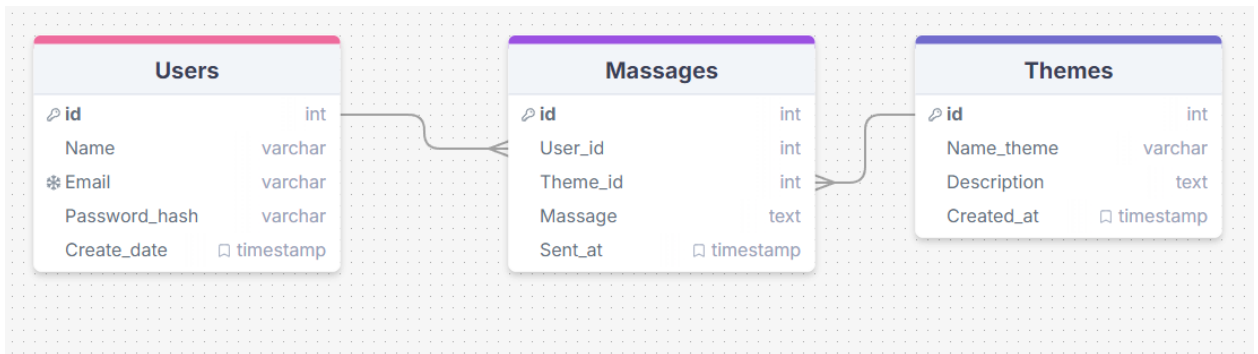 Users
id int
Name varchar
Email varchar
Password_hash varchar
Create_date timestamp
Massages
id int
User_id int
Theme_id int
Massage text
Sent_at timestamp
Themes
id int
Name_theme varchar
Description text
Created_at timestamp